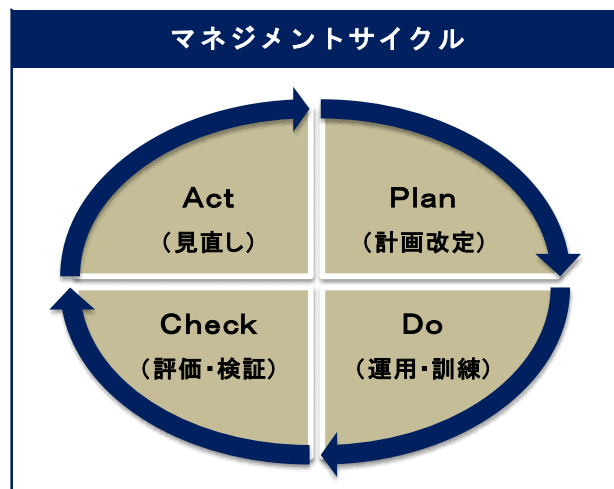 マネジメントサイクル
Act
（見直し）
Plan
（計画改定）
Check
（評価・検証）
Do
（運用・訓練）